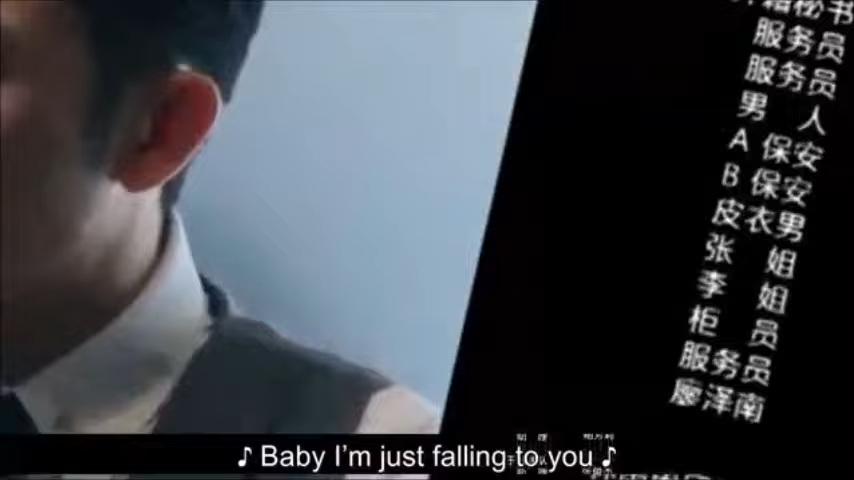 秘书
服务员
服务员
男 人
A 保安
B 保安
皮衣男
张 姐
李 姐
柜 员
服务员
廖泽南
♪ Baby I'm just falling to you ♪